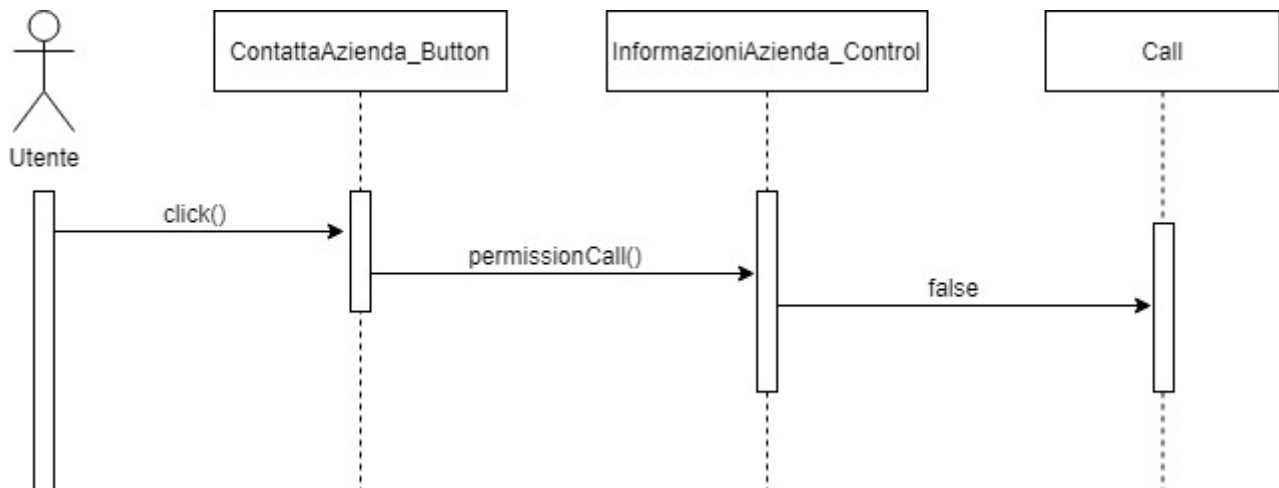 ContattaAzienda_Button
InformazioniAzienda_Control
Call
Utente
click()
permissionCall()
false